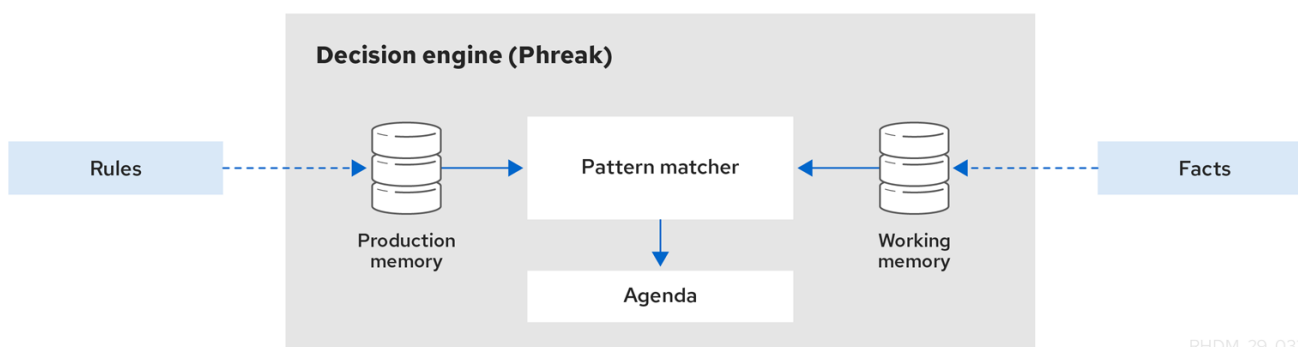 Decision engine (Phreak)
Rules
Pattern matcher
Facts
Production
memory
Working
memory
Agenda